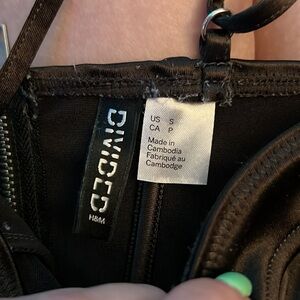 DIVIDED
H&M
US S
CA P
Made in
Cambodia
Fabriqué au
Cambodge